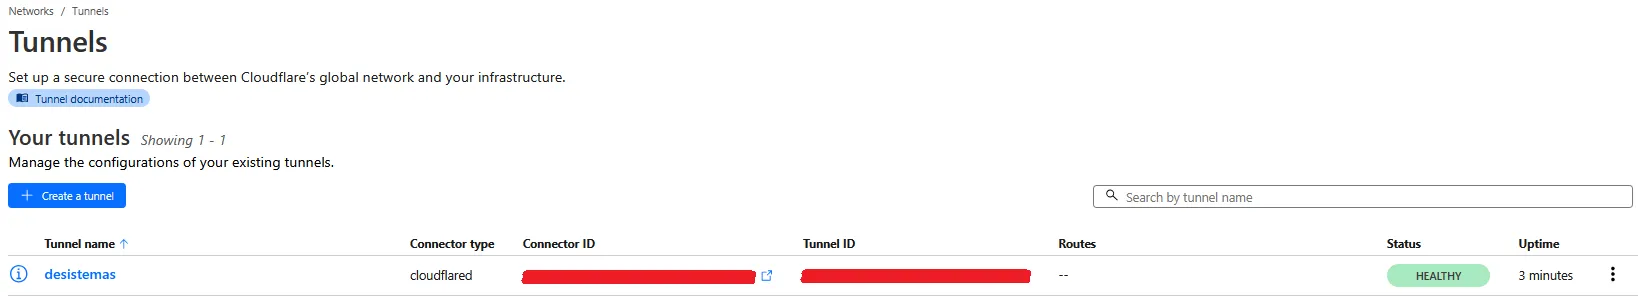 Networks / Tunnels
Tunnels
Set up a secure connection between Cloudflare's global network and your infrastructure.
Tunnel documentation
Your tunnels Showing 1 - 1
Manage the configurations of your existing tunnels.
+ Create a tunnel
Search by tunnel name
Tunnel name ↑ Connector type Connector ID Tunnel ID Routes Status Uptime
desistemas cloudflared -- HEALTHY 3 minutes